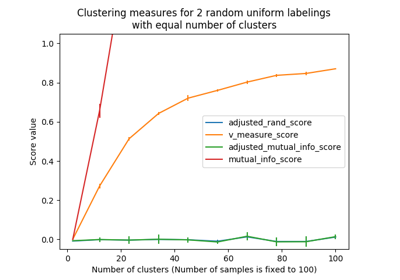 Clustering measures for 2 random uniform labelings
with equal number of clusters
1.0
0.8
0.6
0.4
0.2
0.0
Score value
adjusted_rand_score
v_measure_score
adjusted_mutual_info_score
mutual_info_score
0 20 40 60 80 100
Number of clusters (Number of samples is fixed to 100)